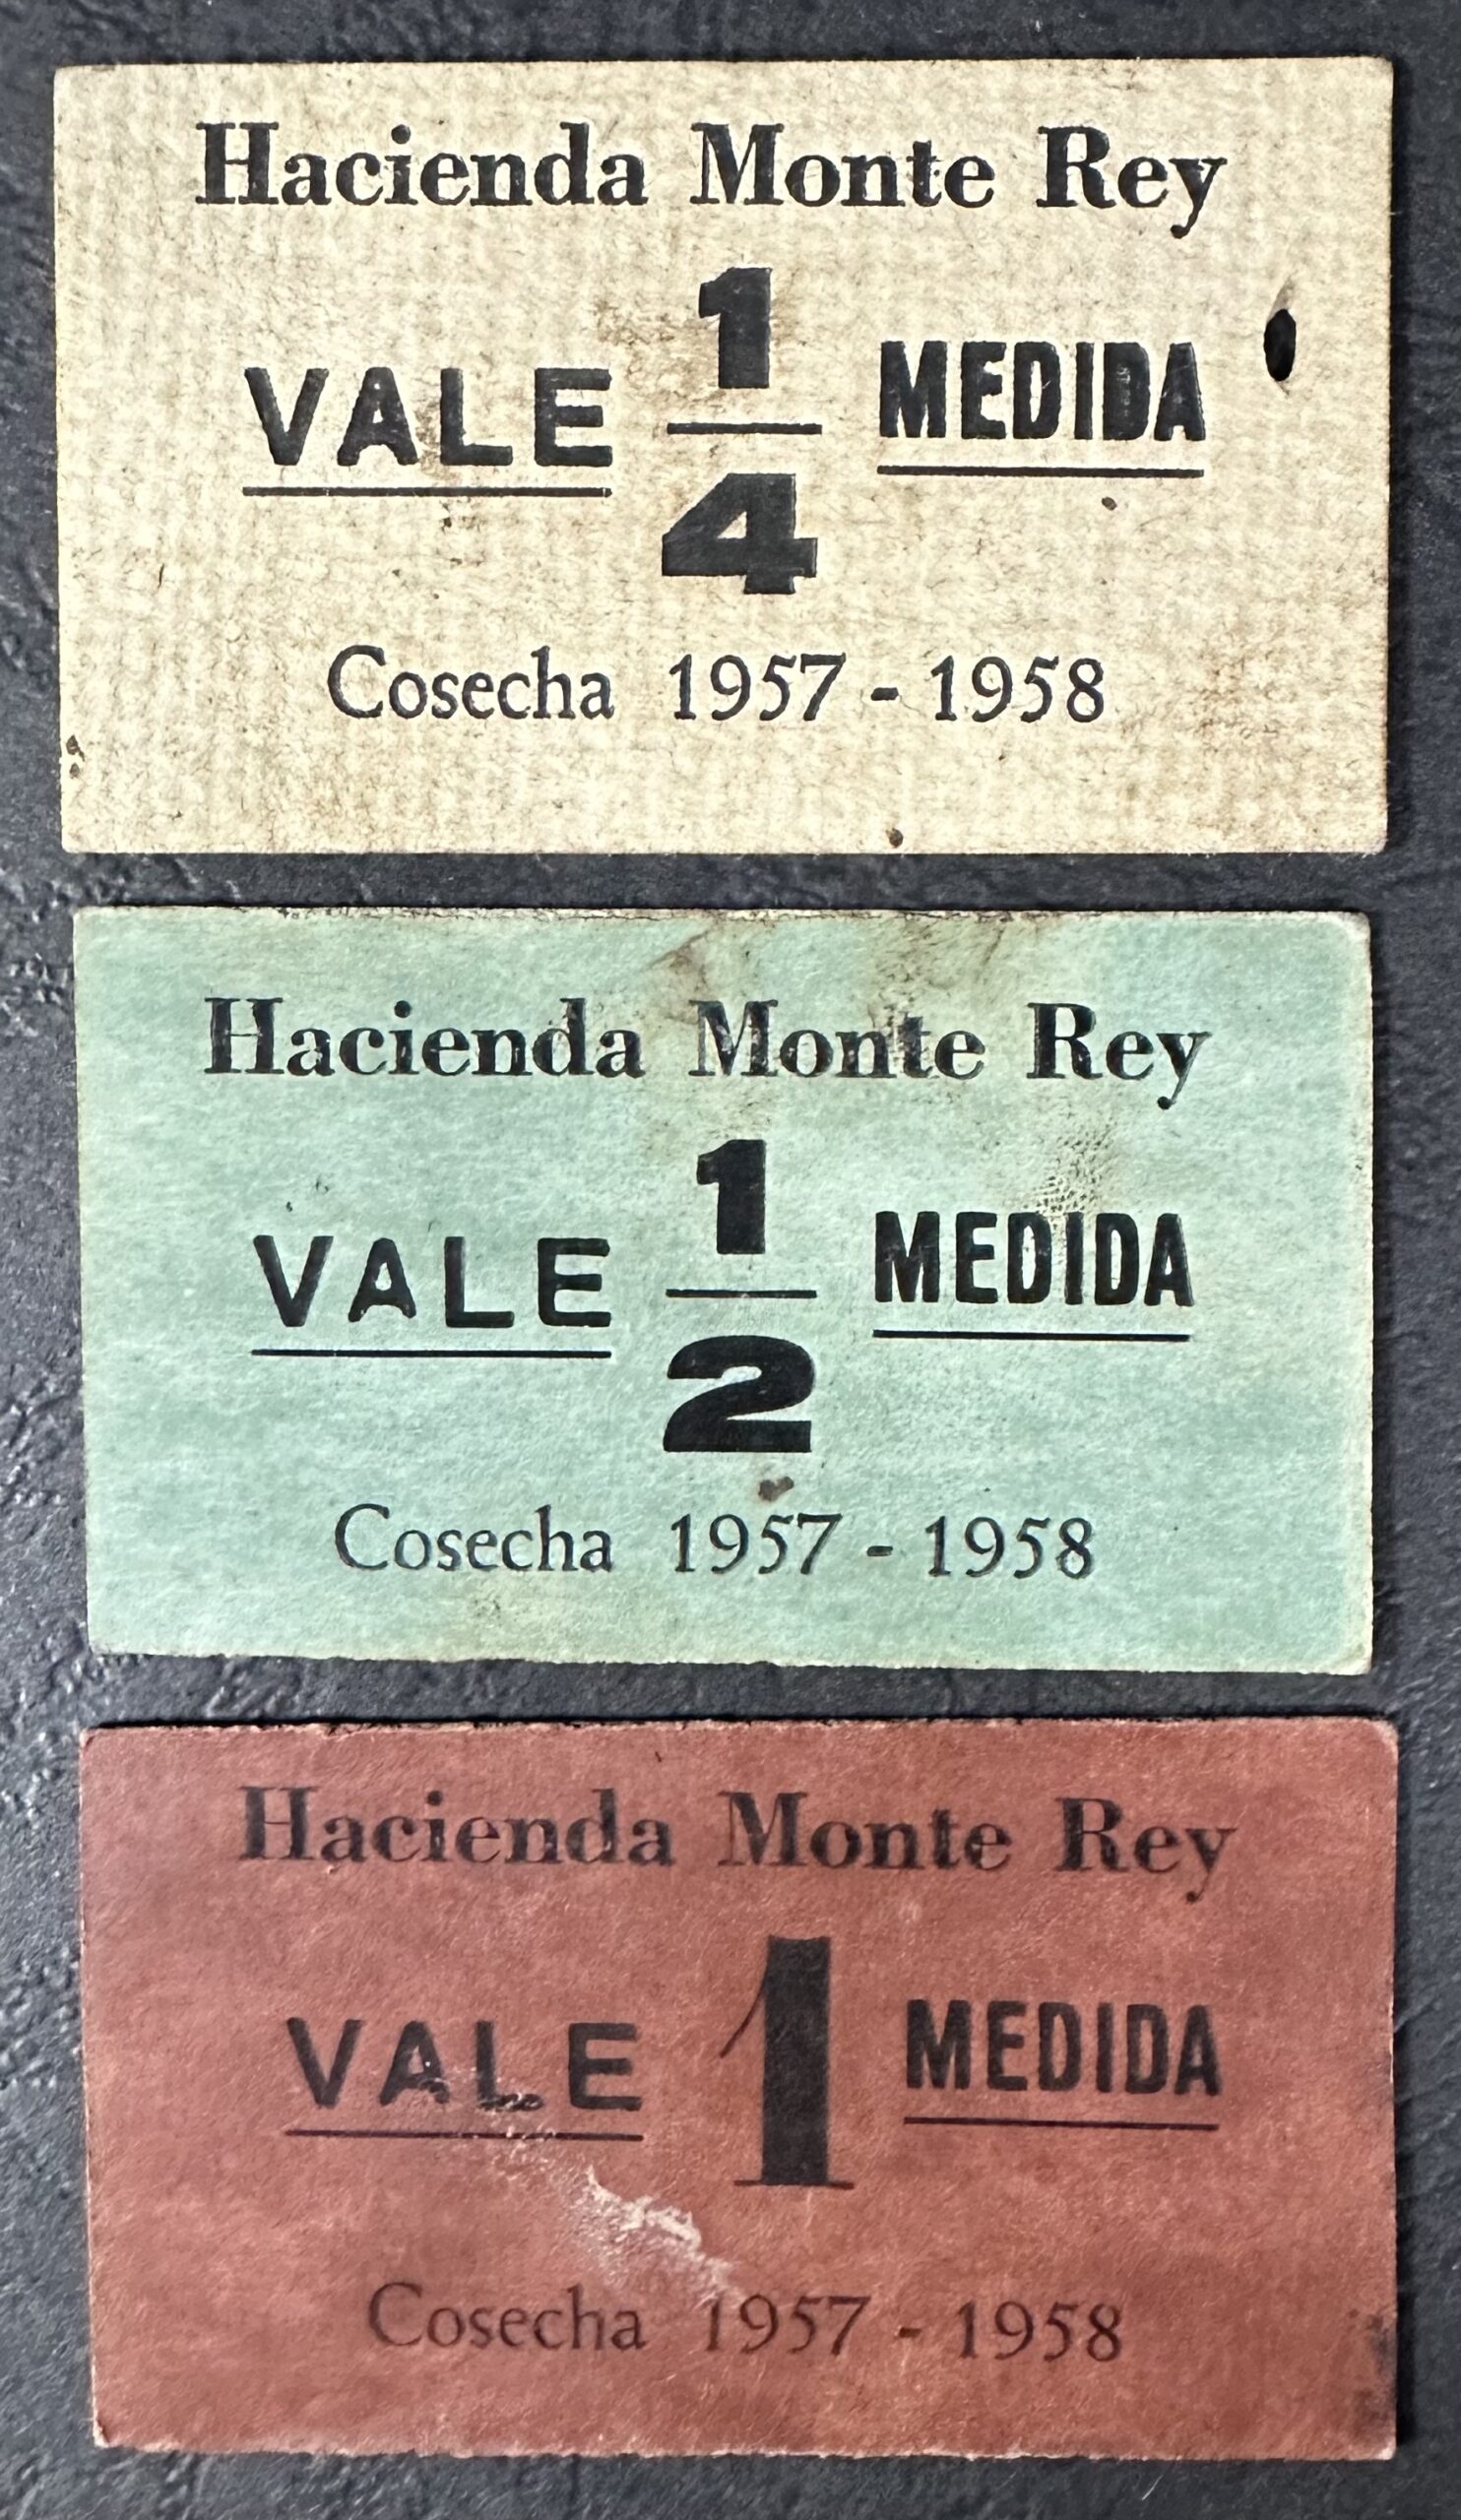 Hacienda Monte Rey
VALE 1/4 MEDIDA
Cosecha 1957 - 1958
Hacienda Monte Rey
VALE 1/2 MEDIDA
Cosecha 1957 - 1958
Hacienda Monte Rey
VALE 1 MEDIDA
Cosecha 1957 - 1958